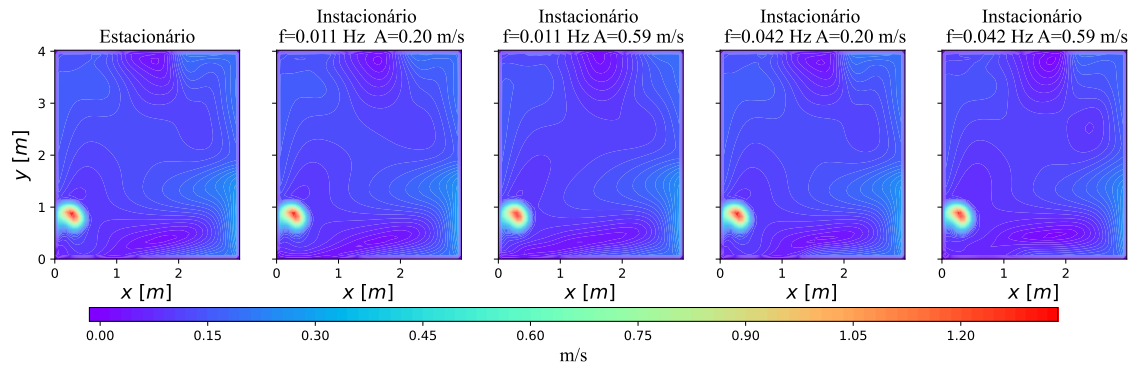 Estacionário
Instacionário
f=0.011 Hz A=0.20 m/s
Instacionário
f=0.011 Hz A=0.59 m/s
Instacionário
f=0.042 Hz A=0.20 m/s
Instacionário
f=0.042 Hz A=0.59 m/s
4
3
2
1
0
y [m]
0 1 2
0 1 2
0 1 2
0 1 2
0 1 2
x [m]
x [m]
x [m]
x [m]
x [m]
0.00 0.15 0.30 0.45 0.60 0.75 0.90 1.05 1.20
m/s